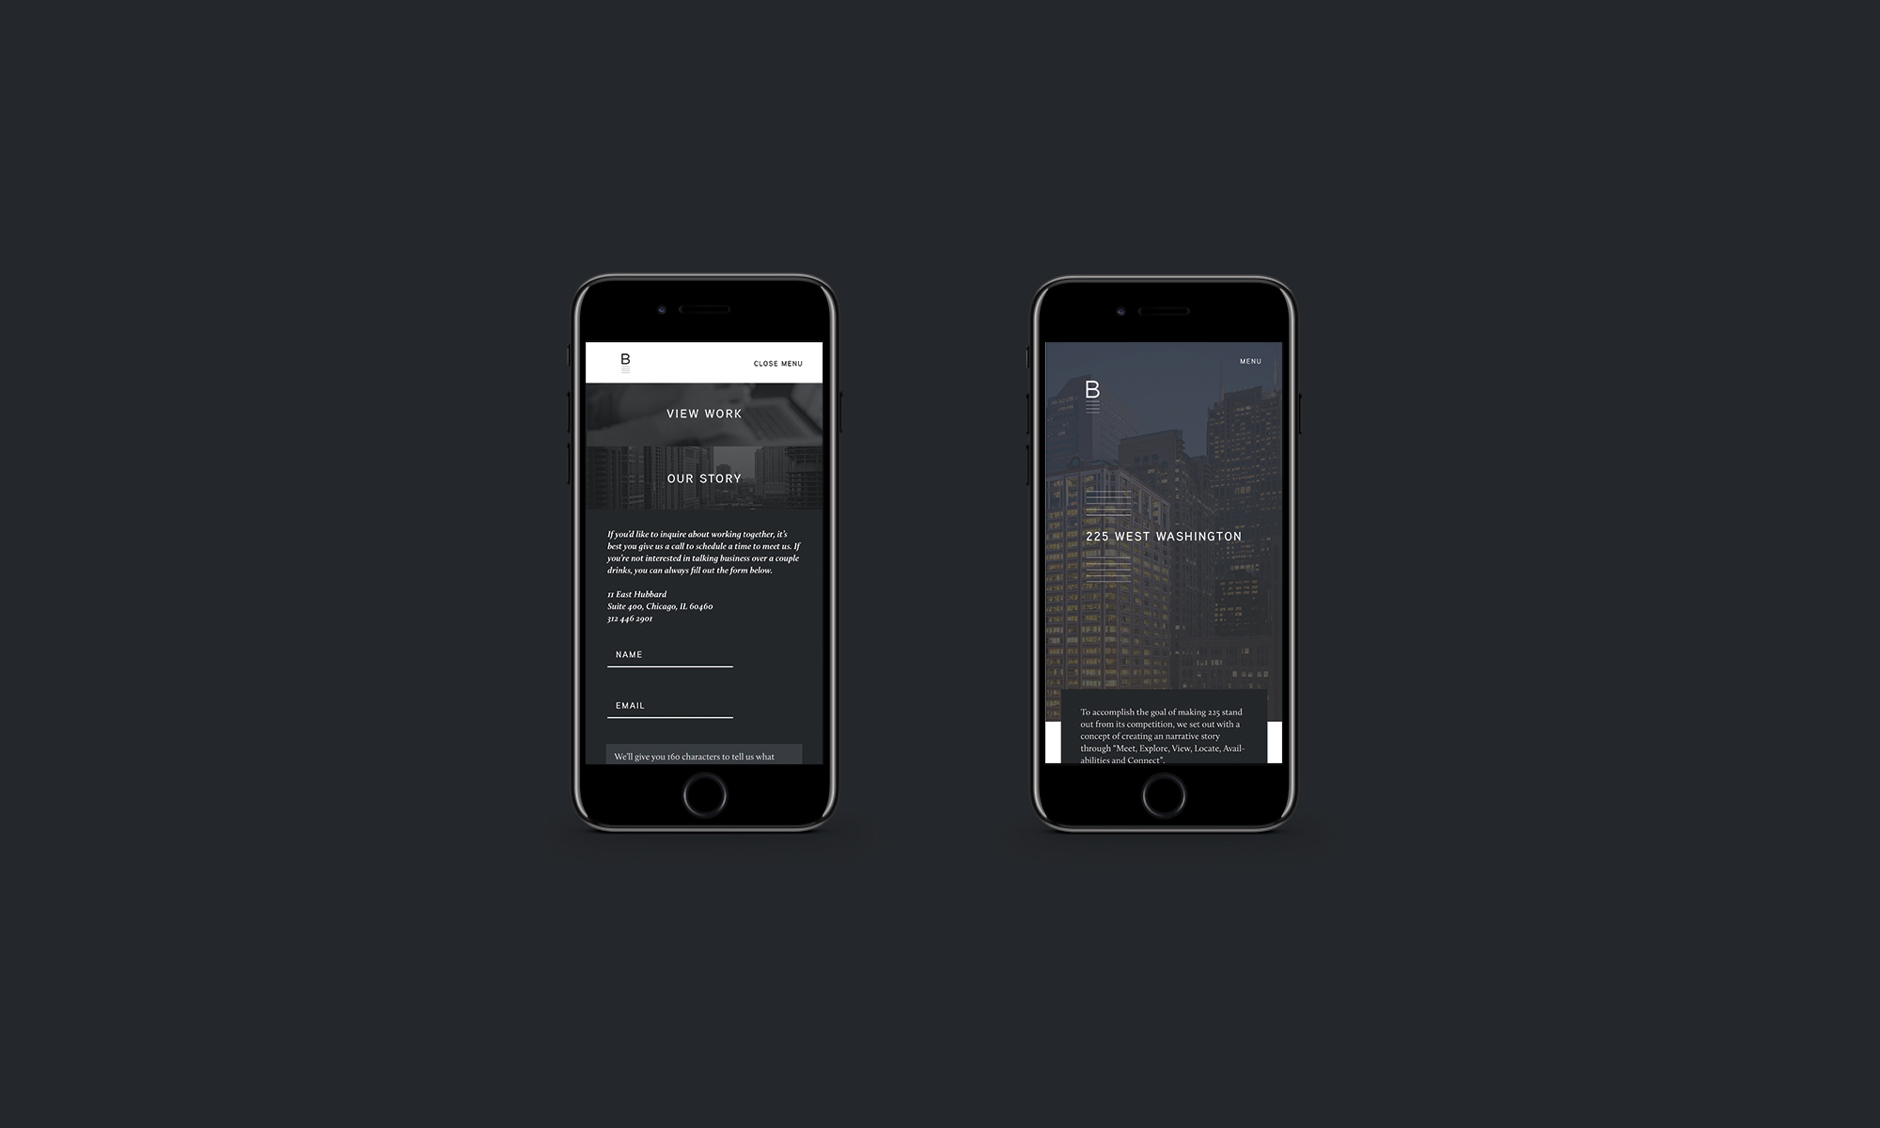 B
CLOSE MENU
VIEW WORK
OUR STORY
If you'd like to inquire about working together, it's
best you give us a call to schedule a time to meet us. If
you're not interested in talking business over a couple
drinks, you can always fill out the form below.
11 East Hubbard
Suite 400, Chicago, IL 60460
312 446 2901
NAME
EMAIL
We'll give you 160 characters to tell us what
MENU
B
225 WEST WASHINGTON
To accomplish the goal of making 225 stand
out from its competition, we set out with a
concept of creating an narrative story
through "Meet, Explore, View, Locate, Avail-
abilities and Connect".